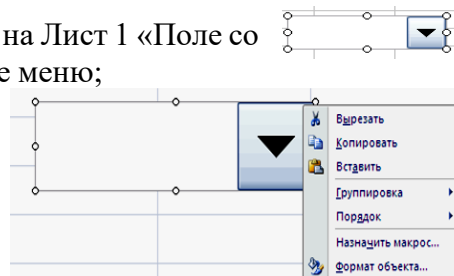 на Лист 1 «Поле со
е меню;
Вырезать
Копировать
Вставить
Группировка
Порядок
Назначить макрос...
Формат объекта...